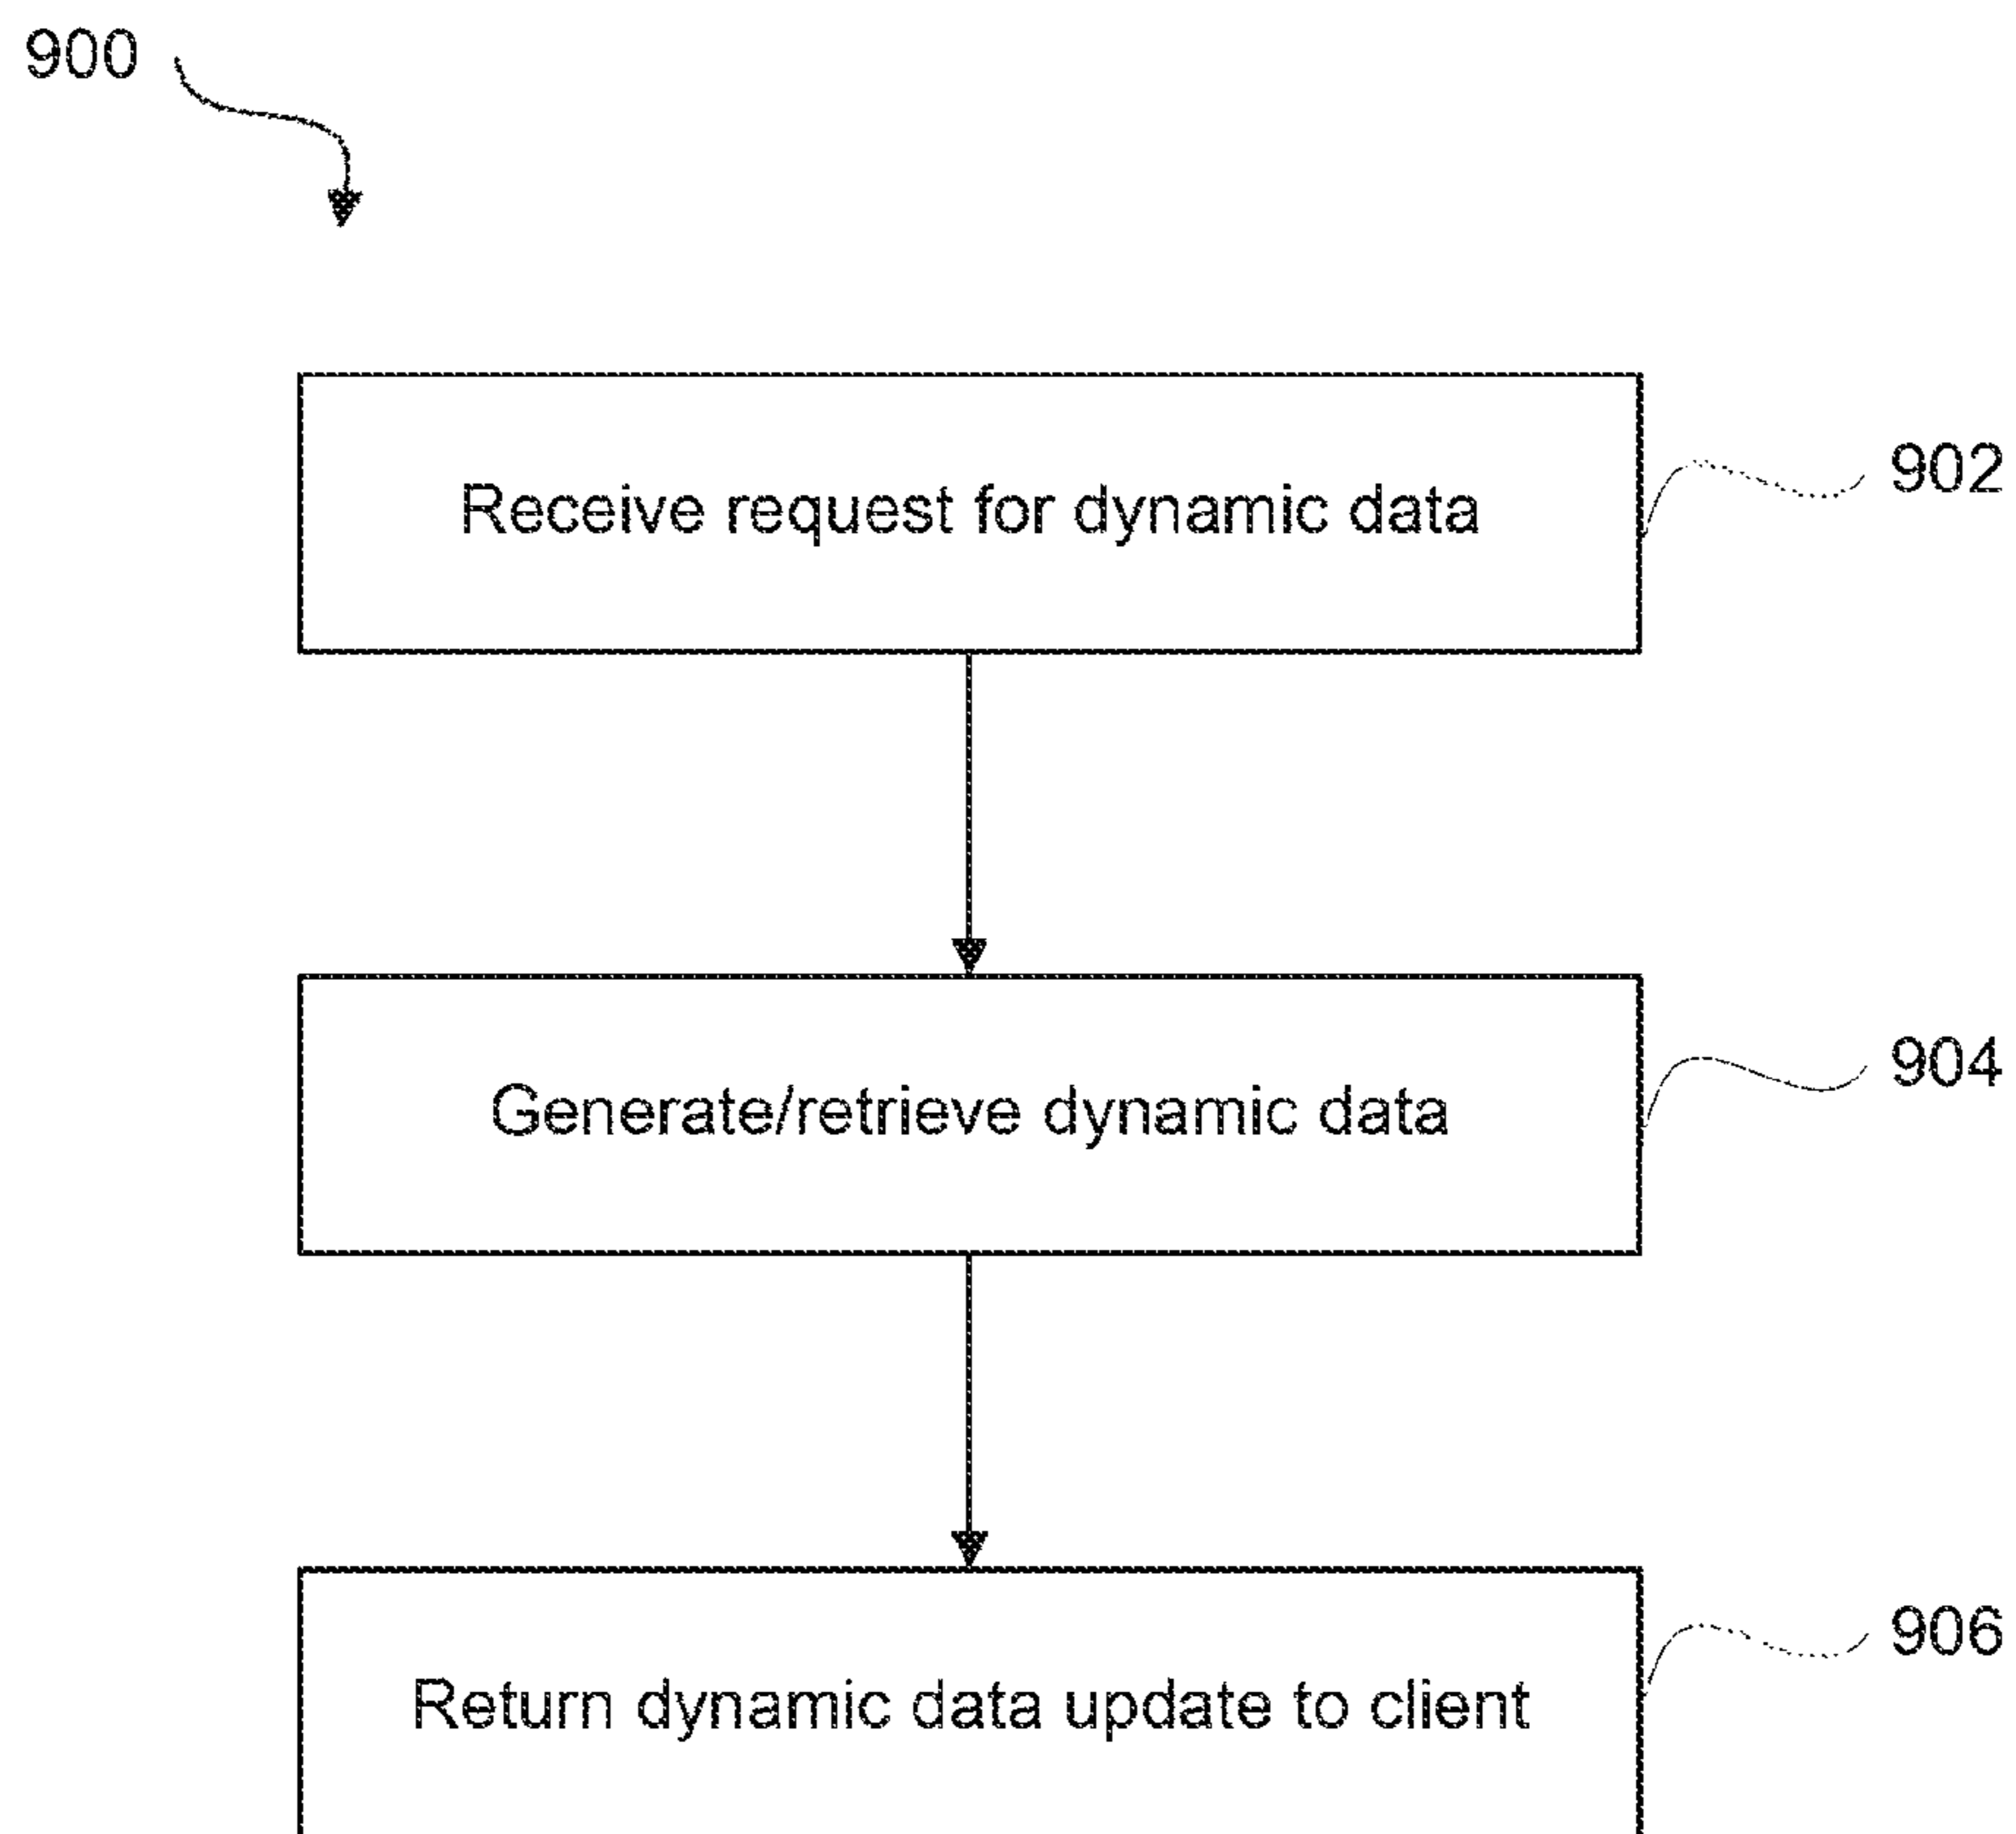 900
Receive request for dynamic data
902
Generate/retrieve dynamic data
904
Return dynamic data update to client
906